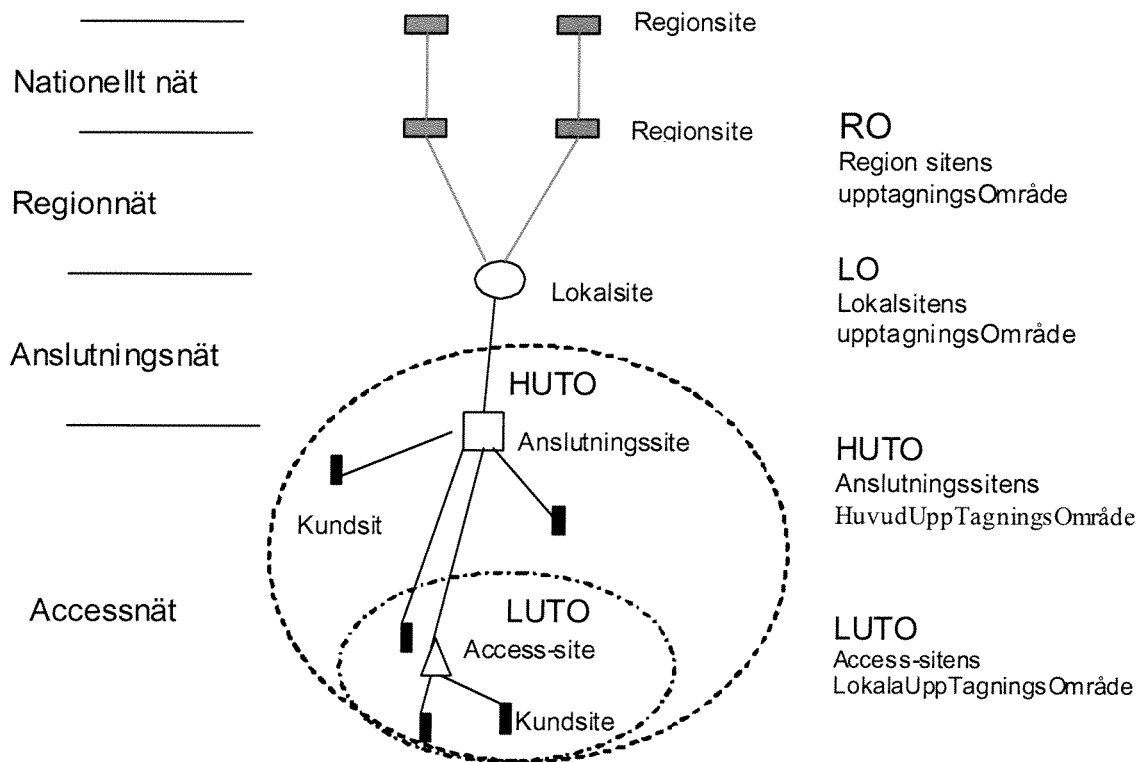 Regionsite
Nationellt nät
Regionsite
RO
Region sitens
upptagningsOmråde
Regionnät
LO
Lokalsite
Lokalsitens
upptagningsOmråde
Anslutningsnät
HUTO
Anslutningssite
HUTO
Anslutningssitens
HuvudUppTagningsOmråde
Kundsit
Accessnät
LUTO
Access-site
LUTO
Access-sitens
LokalaUppTagningsOmråde
Kundsite